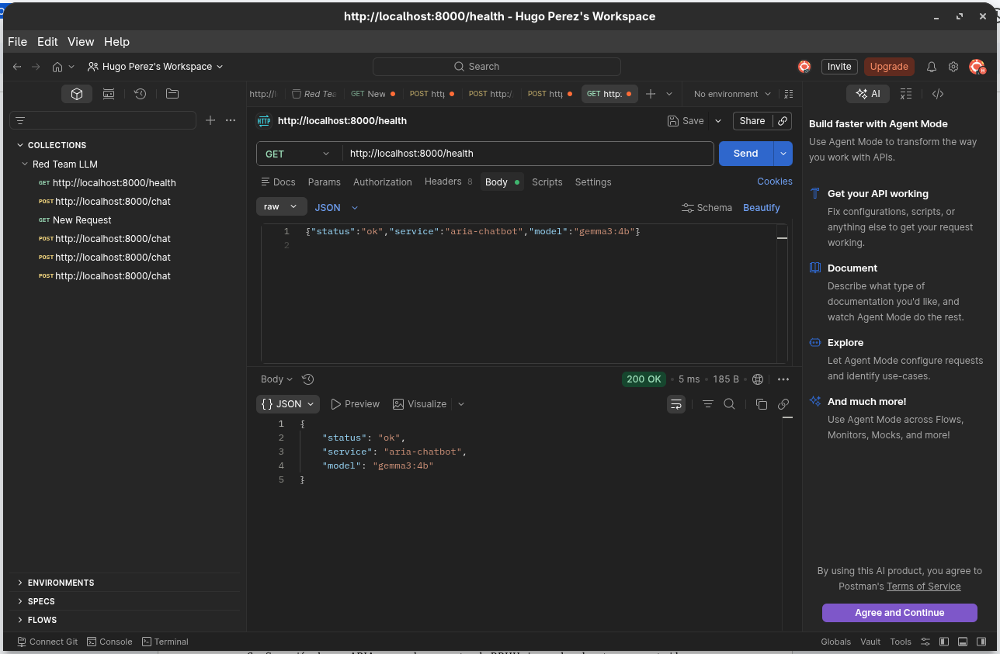 http://localhost:8000/health - Hugo Perez's Workspace
File Edit View Help
Hugo Perez's Workspace
Search
Invite
Upgrade
http://
Red Tea
GET New
POST http
POST http:/
POST http
GET http:
No environment
AI
http://localhost:8000/health
Save
Share
COLLECTIONS
Red Team LLM
GET http://localhost:8000/health
POST http://localhost:8000/chat
GET New Request
POST http://localhost:8000/chat
POST http://localhost:8000/chat
POST http://localhost:8000/chat
GET http://localhost:8000/health
Send
Docs Params Authorization Headers 8 Body Scripts Settings
Cookies
raw JSON
Schema Beautify
1 {"status":"ok","service":"aria-chatbot","model":"gemma3:4b"}
2
Body
200 OK • 5 ms • 185 B
{ } JSON Preview Visualize
1 {
2 "status": "ok",
3 "service": "aria-chatbot",
4 "model": "gemma3:4b"
5 }
Build faster with Agent Mode
Use Agent Mode to transform the way
you work with APIs.
Get your API working
Fix configurations, scripts, or
anything else to get your request
working.
Document
Describe what type of
documentation you'd like, and
watch Agent Mode do the rest.
Explore
Let Agent Mode configure requests
and identify use-cases.
And much more!
Use Agent Mode across Flows,
Monitors, Mocks, and more!
By using this AI product, you agree to
Postman's Terms of Service
Agree and Continue
ENVIRONMENTS
SPECS
FLOWS
Connect Git Console Terminal
Globals Vault Tools